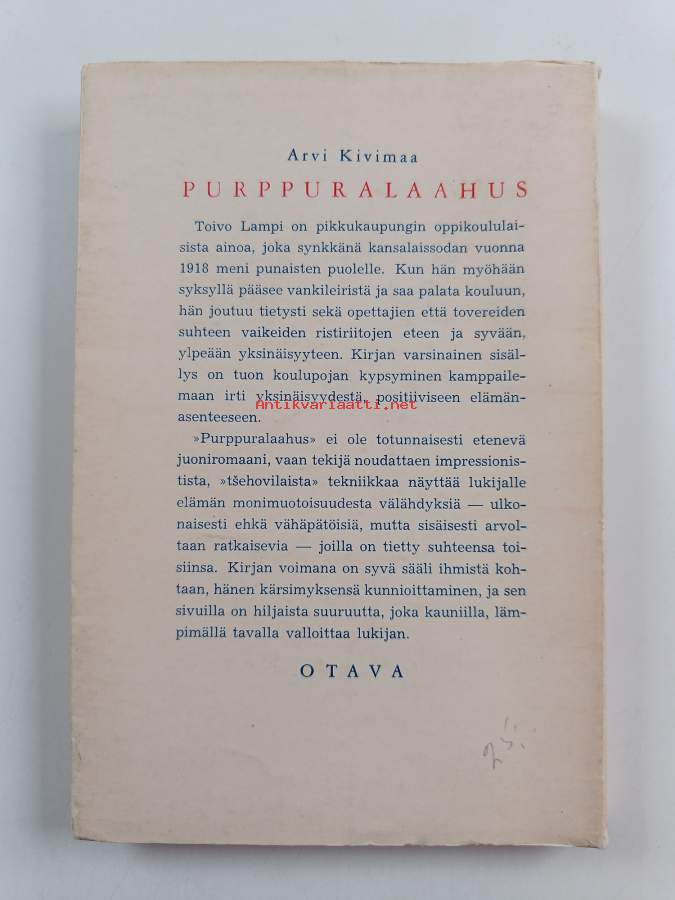 Arvi Kivimaa
PURPPURALAAHUS
Toivo Lampi on pikkukaupungin oppikoululai-
sista ainoa, joka synkkänä kansalaissodan vuonna
1918 meni punaisten puolelle. Kun hän myöhään
syksyllä pääsee vankileiristä ja saa palata kouluun,
hän joutuu tietysti sekä opettajien että tovereiden
suhteen vaikeiden ristiriitojen eteen ja syvään,
ylpeään yksinäisyyteen. Kirjan varsinainen sisäl-
lys on tuon koulupojan kypsyminen kamppaile-
maan irti yksinäisyydestä, positiiviseen elämän-
Antikvariaatti.net
asenteeseen.
»Purppuralaahus» ei ole totunnaisesti etenevä
juoniromaani, vaan tekijä noudattaen impressionis-
tista, »tšehovilaista» tekniikkaa näyttää lukijalle
elämän monimuotoisuudesta välähdyksiä — ulko-
naisesti ehkä vähäpätöisiä, mutta sisäisesti arvol-
taan ratkaisevia — joilla on tietty suhteensa toi-
siinsa. Kirjan voimana on syvä sääli ihmistä koh-
taan, hänen kärsimyksensä kunnioittaminen, ja sen
sivuilla on hiljaista suuruutta, joka kauniilla, läm-
pimällä tavalla valloittaa lukijan.
OTAVA